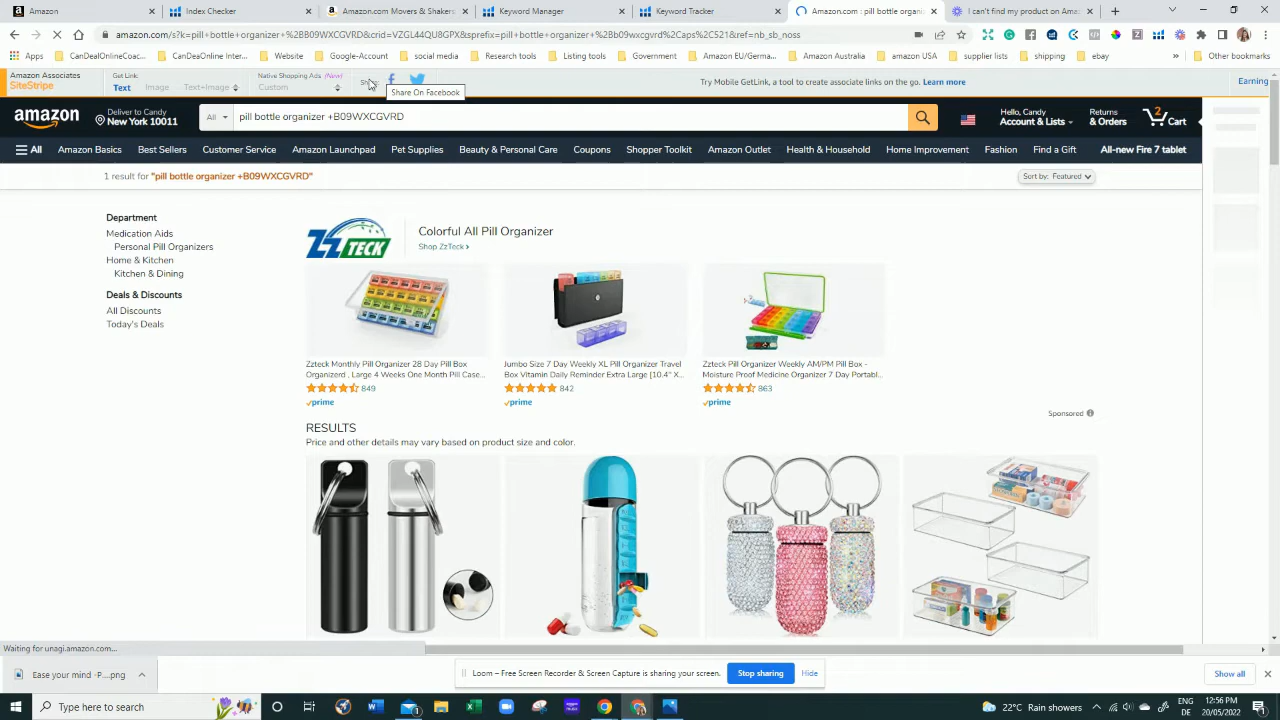 Amazon
Index Checker
Amazon.com Movers & Shakers
Keyword Manager
Keyword Tracker
Amazon.com : pill bottle organi
I can't find my product on Amaz
amazon.com/s?k=pill+bottle+organizer+%2BB09WXCGVRD&crid=VZGL44QU8GPX&sprefix=pill+bottle+organizer+%2Bb09wxcgvrd%2Caps%2C521&ref=nb_sb_noss
Apps
CanDealOnlineCoac...
CanDealOnline
Website
Google-Account
social media
Research tools
Listing tools
Amazon EU/Germa...
Amazon Australia
supplier lists
shipping
ebay
Other bookmarks
Amazon Associates
SiteStripe
Get Link:
Text
Image
Text+Image
Native Shopping Ads (New!)
Custom
Share On Facebook
Try Mobile GetLink, a tool to create associate links on the go. Learn more
Earning
amazon
Deliver to Candy
New York 10011
All
pill bottle organizer +B09WXCGVRD
Hello, Candy
Account & Lists
Returns
& Orders
2
Cart
All
Amazon Basics
Best Sellers
Customer Service
Amazon Launchpad
Pet Supplies
Beauty & Personal Care
Coupons
Shopper Toolkit
Amazon Outlet
Health & Household
Home Improvement
Fashion
Find a Gift
All-new Fire 7 tablet
1 result for "pill bottle organizer +B09WXCGVRD"
Sort by: Featured
Department
Medication Aids
Personal Pill Organizers
Home & Kitchen
Kitchen & Dining
Deals & Discounts
All Discounts
Today's Deals
ZZ TECK
Colorful All Pill Organizer
Shop ZzTeck ›
Zzteck Monthly Pill Organizer 28 Day Pill Box
Organized , Large 4 Weeks One Month Pill Case...
849
prime
Jumbo Size 7 Day Weekly XL Pill Organizer Travel
Box Vitamin Daily Reminder Extra Large [10.4" X...
842
prime
Zzteck Pill Organizer Weekly AM/PM Pill Box -
Moisture Proof Medicine Organizer 7 Day Portabl...
863
prime
Sponsored
RESULTS
Price and other details may vary based on product size and color.
Waiting for unagi.amazon.com...
Loom – Free Screen Recorder & Screen Capture is sharing your screen.
Stop sharing
Hide
Show all
Type here to search
22°C Rain showers
ENG
DE
12:56 PM
20/05/2022